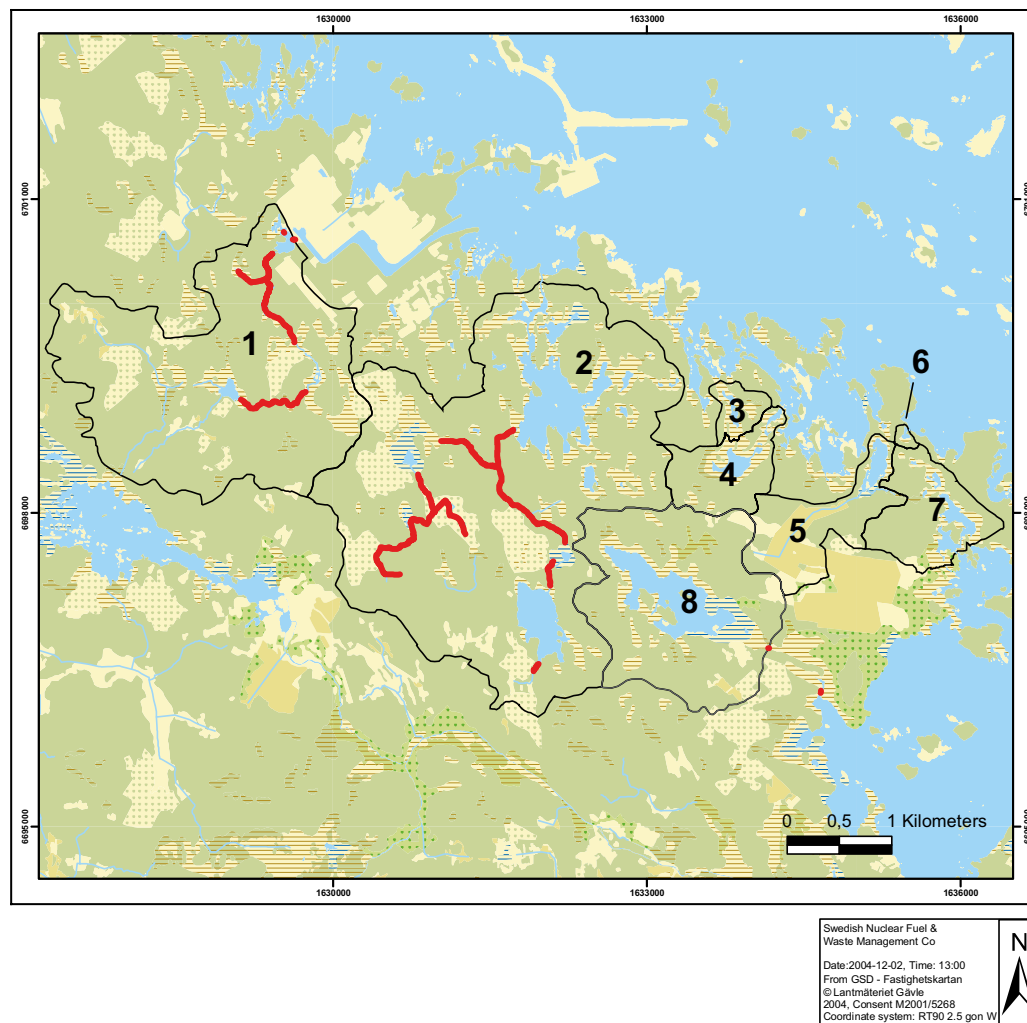 1630000 1633000 1636000
6701000
1
2
3
4
5
6
7
8
6698000
6695000
0 0,5 1 Kilometers
1630000 1633000 1636000
Swedish Nuclear Fuel &
Waste Management Co
Date:2004-12-02, Time: 13:00
From GSD - Fastighetskartan
© Lantmäteriet Gävle
2004, Consent M2001/5268
Coordinate system: RT90 2.5 gon W
N